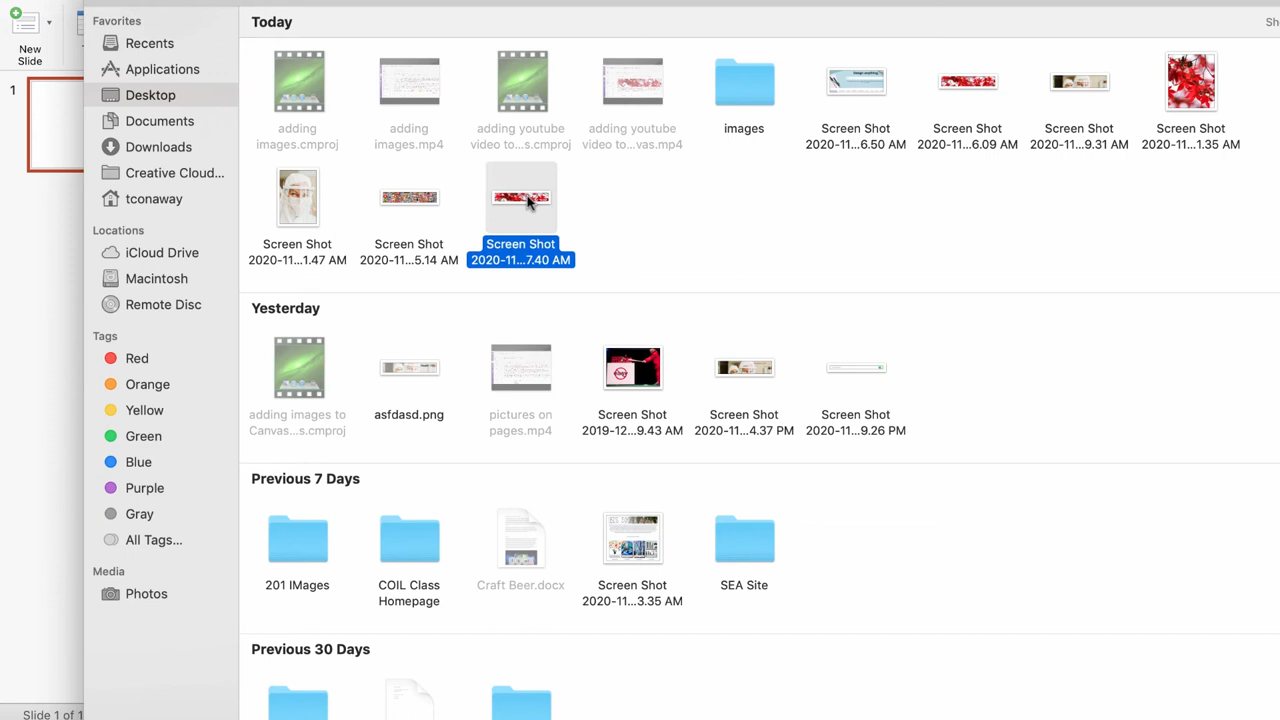 New
Slide
1
Slide 1 of 1
Favorites
Recents
Applications
Desktop
Documents
Downloads
Creative Cloud...
tconaway
Locations
iCloud Drive
Macintosh
Remote Disc
Tags
Red
Orange
Yellow
Green
Blue
Purple
Gray
All Tags...
Media
Photos
Today
Sh
adding
images.cmproj
adding
images.mp4
adding youtube
video to...s.cmproj
adding youtube
video to...vas.mp4
images
Screen Shot
2020-11...6.50 AM
Screen Shot
2020-11...6.09 AM
Screen Shot
2020-11...9.31 AM
Screen Shot
2020-11...1.35 AM
Screen Shot
2020-11...1.47 AM
Screen Shot
2020-11...5.14 AM
Screen Shot
2020-11...7.40 AM
Yesterday
adding images to
Canvas...s.cmproj
asfdasd.png
pictures on
pages.mp4
Screen Shot
2019-12...9.43 AM
Screen Shot
2020-11...4.37 PM
Screen Shot
2020-11...9.26 PM
Previous 7 Days
201 IMages
COIL Class
Homepage
Craft Beer.docx
Screen Shot
2020-11...3.35 AM
SEA Site
Previous 30 Days